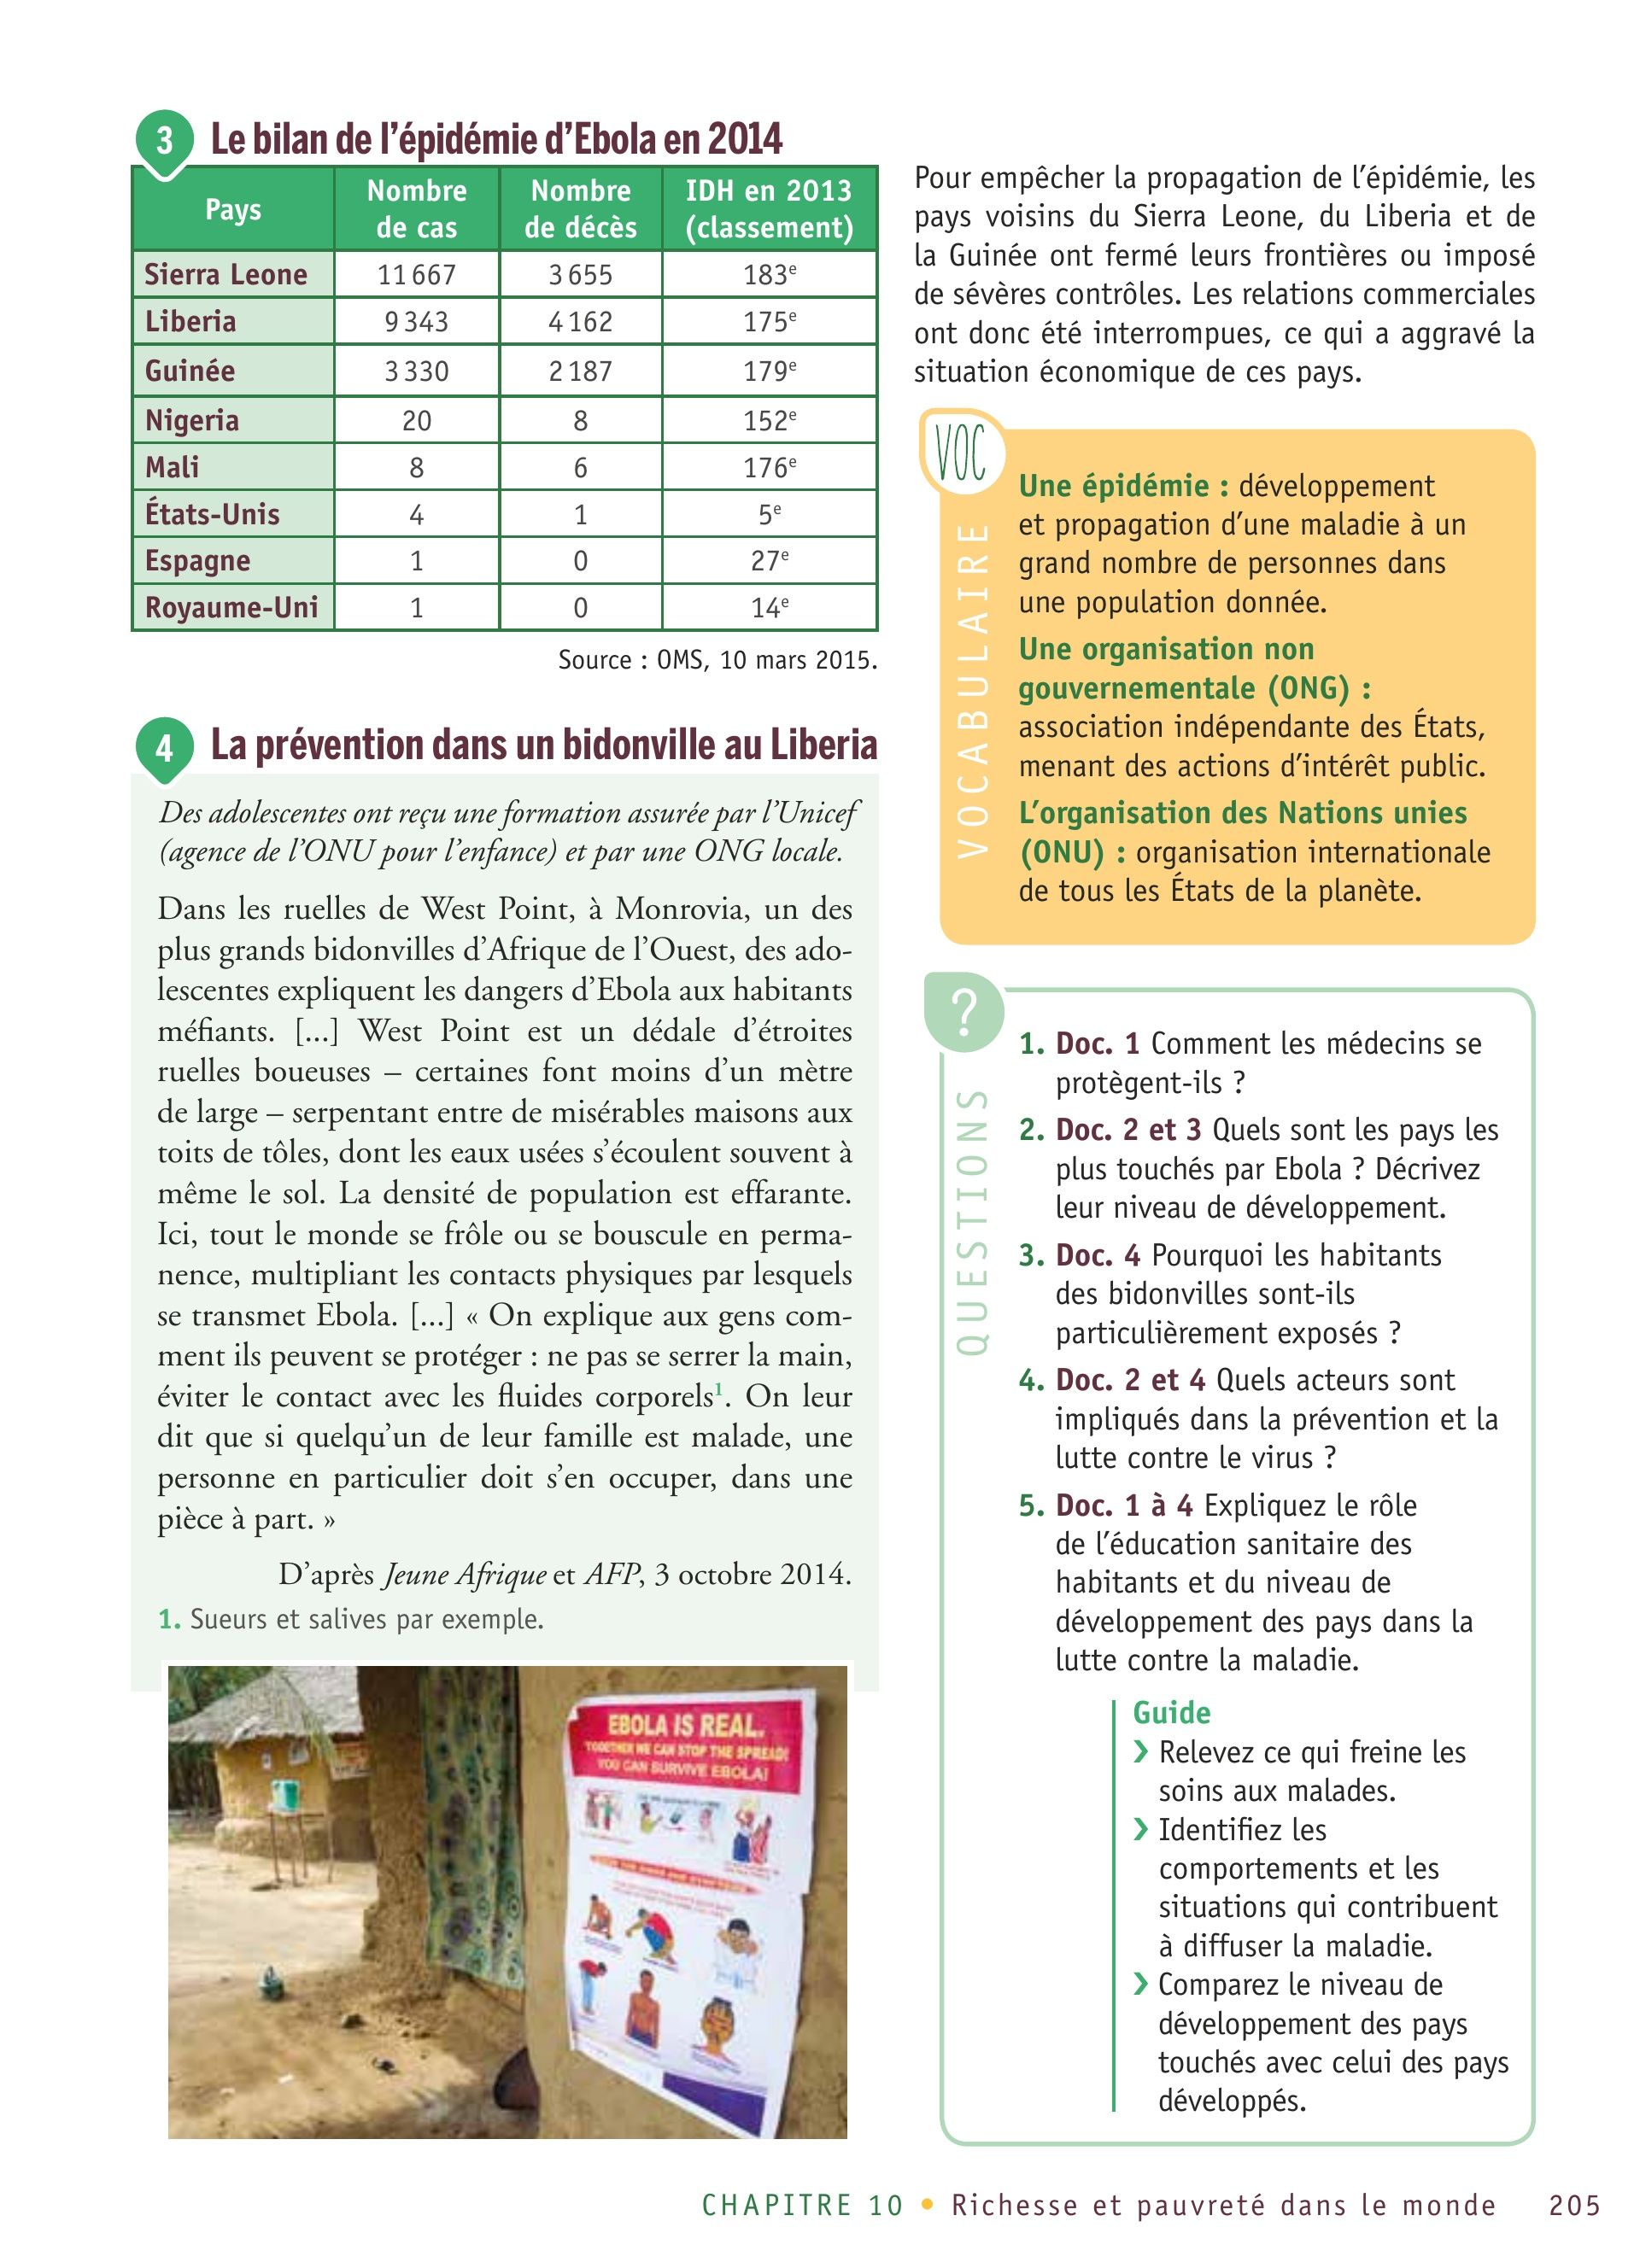 3 Le bilan de l'épidémie d'Ebola en 2014
Pays Nombre de cas Nombre de décès IDH en 2013 (classement)
Sierra Leone 11 667 3 655 183e
Liberia 9 343 4 162 175e
Guinée 3 330 2 187 179e
Nigeria 20 8 152e
Mali 8 6 176e
États-Unis 4 1 5e
Espagne 1 0 27e
Royaume-Uni 1 0 14e
Source : OMS, 10 mars 2015.
4 La prévention dans un bidonville au Liberia
Des adolescentes ont reçu une formation assurée par l'Unicef
(agence de l'ONU pour l'enfance) et par une ONG locale.
Dans les ruelles de West Point, à Monrovia, un des
plus grands bidonvilles d'Afrique de l'Ouest, des ado-
lescentes expliquent les dangers d'Ebola aux habitants
méfiants. [...] West Point est un dédale d'étroites
ruelles boueuses – certaines font moins d'un mètre
de large – serpentant entre de misérables maisons aux
toits de tôles, dont les eaux usées s'écoulent souvent à
même le sol. La densité de population est effarante.
Ici, tout le monde se frôle ou se bouscule en perma-
nence, multipliant les contacts physiques par lesquels
se transmet Ebola. [...] « On explique aux gens com-
ment ils peuvent se protéger : ne pas se serrer la main,
éviter le contact avec les fluides corporels1. On leur
dit que si quelqu'un de leur famille est malade, une
personne en particulier doit s'en occuper, dans une
pièce à part. »
D'après Jeune Afrique et AFP, 3 octobre 2014.
1. Sueurs et salives par exemple.
EBOLA IS REAL.
TOGETHER WE CAN STOP THE SPREAD!
YOU CAN SURVIVE EBOLA!
Pour empêcher la propagation de l'épidémie, les
pays voisins du Sierra Leone, du Liberia et de
la Guinée ont fermé leurs frontières ou imposé
de sévères contrôles. Les relations commerciales
ont donc été interrompues, ce qui a aggravé la
situation économique de ces pays.
VOC
VOCABULAIRE
Une épidémie : développement
et propagation d'une maladie à un
grand nombre de personnes dans
une population donnée.
Une organisation non
gouvernementale (ONG) :
association indépendante des États,
menant des actions d'intérêt public.
L'organisation des Nations unies
(ONU) : organisation internationale
de tous les États de la planète.
?
QUESTIONS
1. Doc. 1 Comment les médecins se
protègent-ils ?
2. Doc. 2 et 3 Quels sont les pays les
plus touchés par Ebola ? Décrivez
leur niveau de développement.
3. Doc. 4 Pourquoi les habitants
des bidonvilles sont-ils
particulièrement exposés ?
4. Doc. 2 et 4 Quels acteurs sont
impliqués dans la prévention et la
lutte contre le virus ?
5. Doc. 1 à 4 Expliquez le rôle
de l'éducation sanitaire des
habitants et du niveau de
développement des pays dans la
lutte contre la maladie.
Guide
❯ Relevez ce qui freine les
soins aux malades.
❯ Identifiez les
comportements et les
situations qui contribuent
à diffuser la maladie.
❯ Comparez le niveau de
développement des pays
touchés avec celui des pays
développés.
CHAPITRE 10 • Richesse et pauvreté dans le monde 205